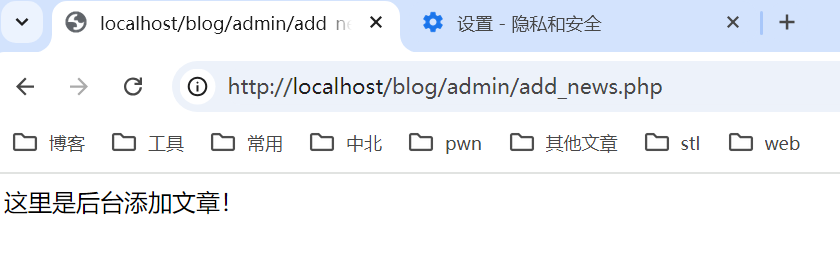 localhost/blog/admin/add_ne
设置 - 隐私和安全
http://localhost/blog/admin/add_news.php
博客 工具 常用 中北 pwn 其他文章 stl web
这里是后台添加文章!